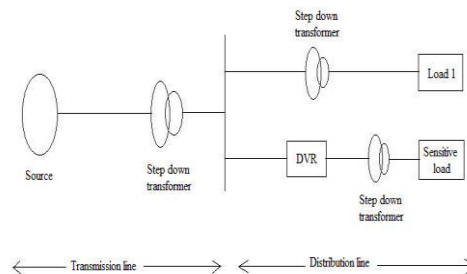 Step down
transformer
Load 1
Source
Step down
transformer
DVR
Sensitive
load
Step down
transformer
Transmission line
Distribution line